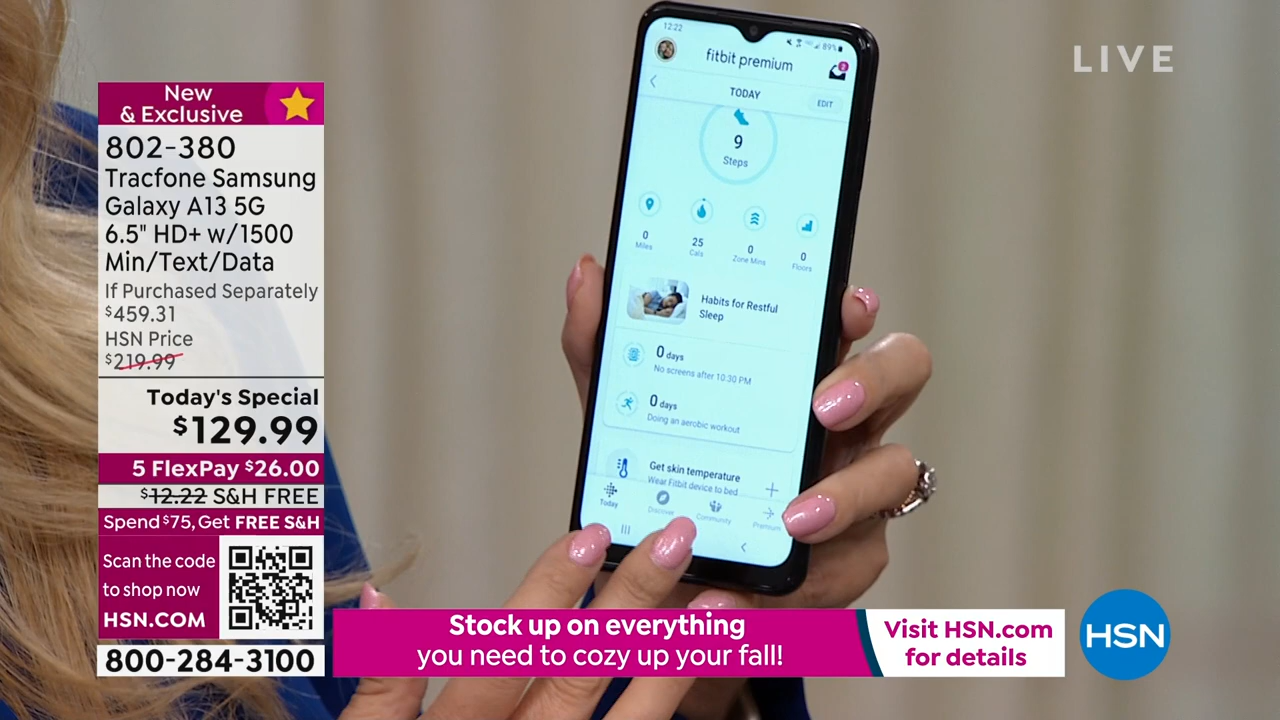 LIVE
New
& Exclusive
802-380
Tracfone Samsung
Galaxy A13 5G
6.5" HD+ w/1500
Min/Text/Data
If Purchased Separately
$459.31
HSN Price
$219.99
Today's Special
$129.99
5 FlexPay $26.00
$12.22 S&H FREE
Spend $75, Get FREE S&H
Scan the code
to shop now
HSN.COM
800-284-3100
12:22
89%
fitbit premium
2
TODAY
EDIT
9
Steps
0
Miles
25
Cals
0
Zone Mins
0
Floors
Habits for Restful
Sleep
0 days
No screens after 10:30 PM
0 days
Doing an aerobic workout
Get skin temperature
Wear Fitbit device to bed
Today
Discover
Community
Premium
Stock up on everything
you need to cozy up your fall!
Visit HSN.com
for details
HSN